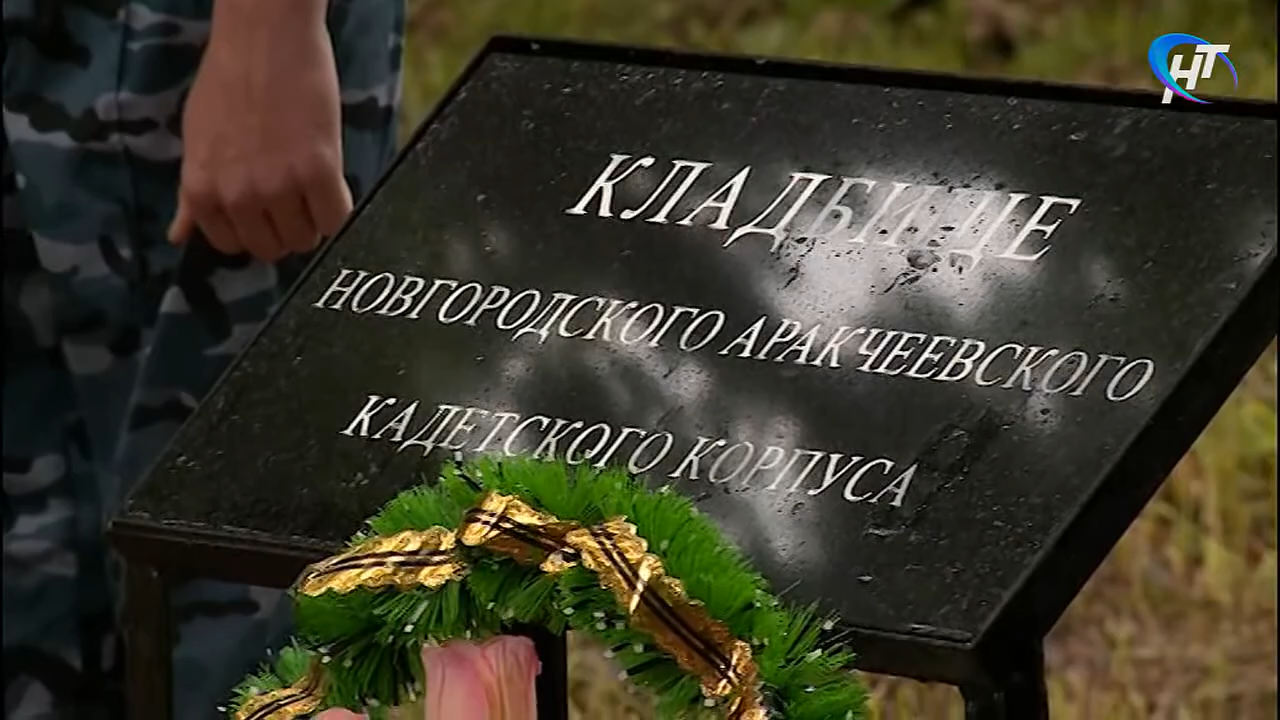 НТ
КЛАДБИЩЕ
НОВГОРОДСКОГО АРАКЧЕЕВСКОГО
КАДЕТСКОГО КОРПУСА